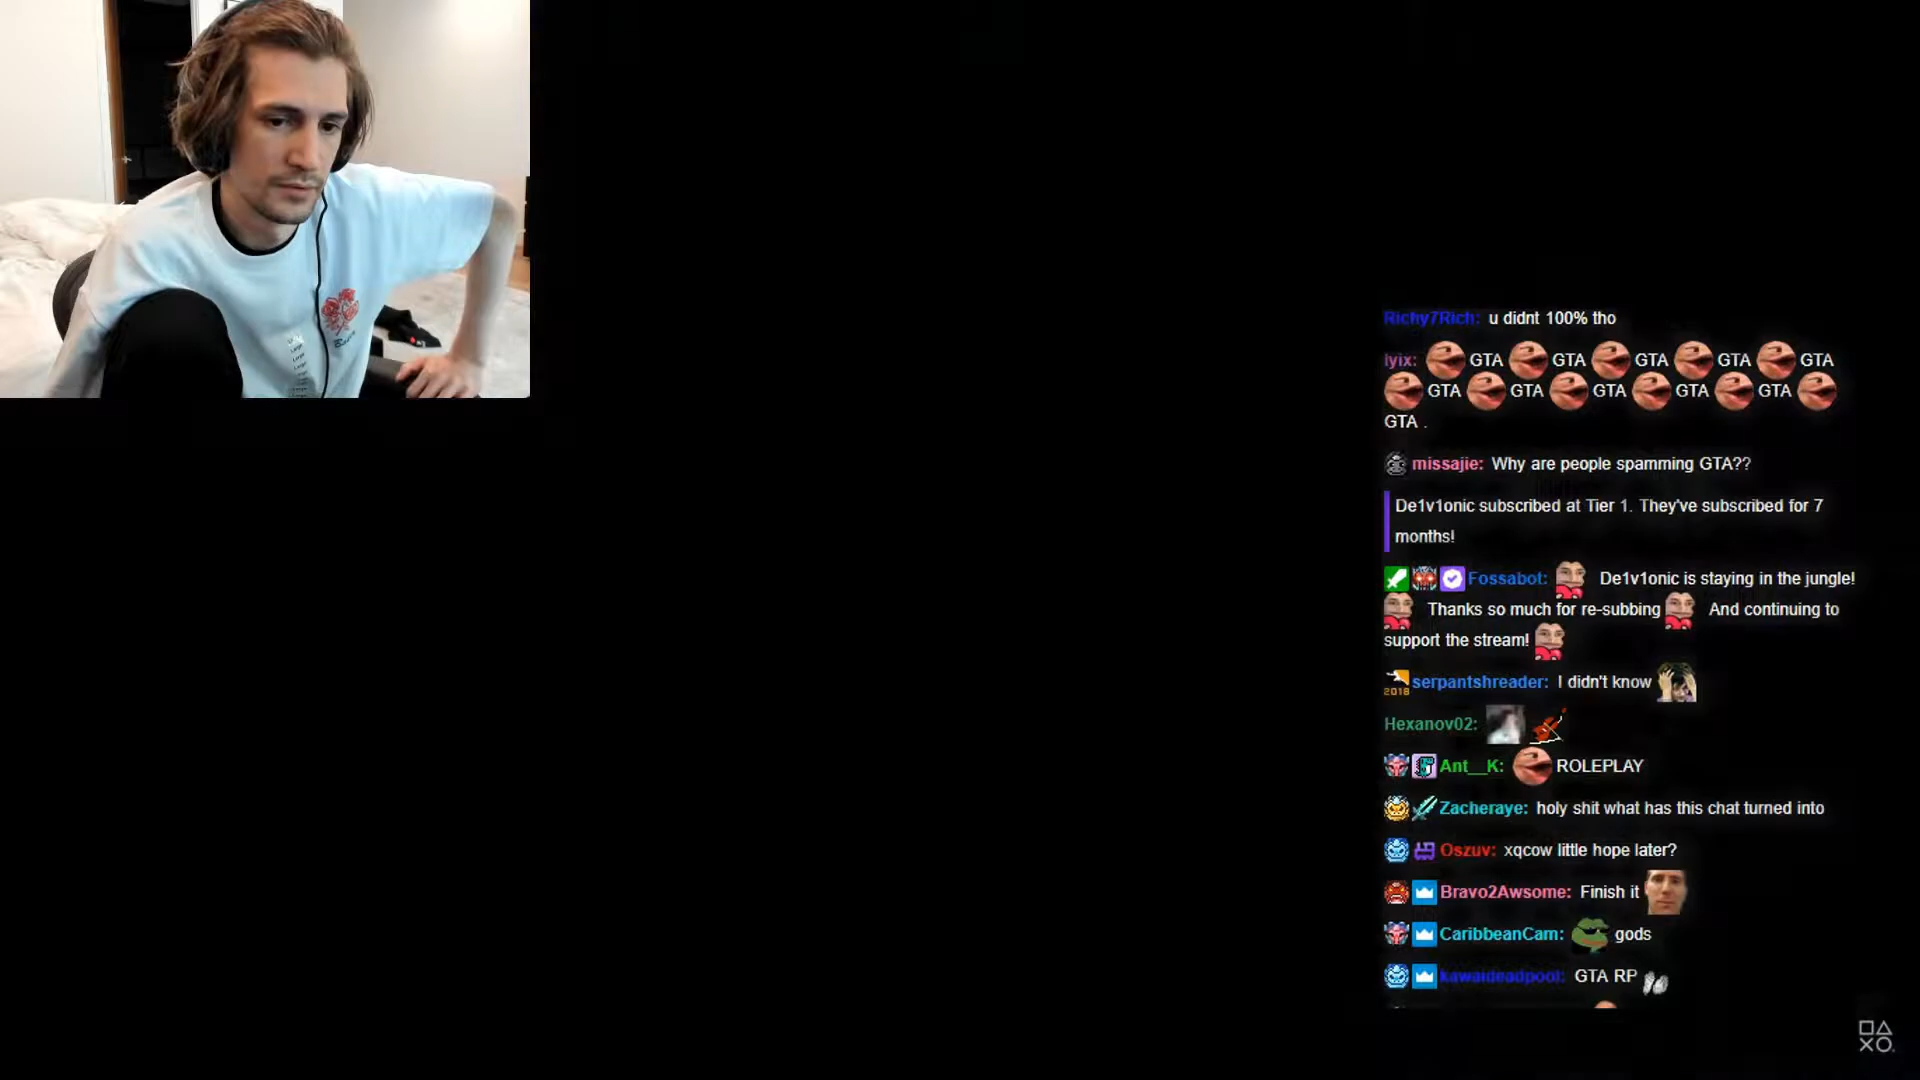 Richy7Rich: u didnt 100% tho
lyix: GTA GTA GTA GTA GTA
GTA GTA GTA GTA GTA
GTA .
missajie: Why are people spamming GTA??
De1v1onic subscribed at Tier 1. They've subscribed for 7
months!
Fossabot: De1v1onic is staying in the jungle!
Thanks so much for re-subbing And continuing to
support the stream!
2018 serpantshreader: I didn't know
Hexanov02:
Ant__K: ROLEPLAY
Zacheraye: holy shit what has this chat turned into
Oszuv: xqcow little hope later?
Bravo2Awsome: Finish it
CaribbeanCam: gods
kawaideadpool: GTA RP